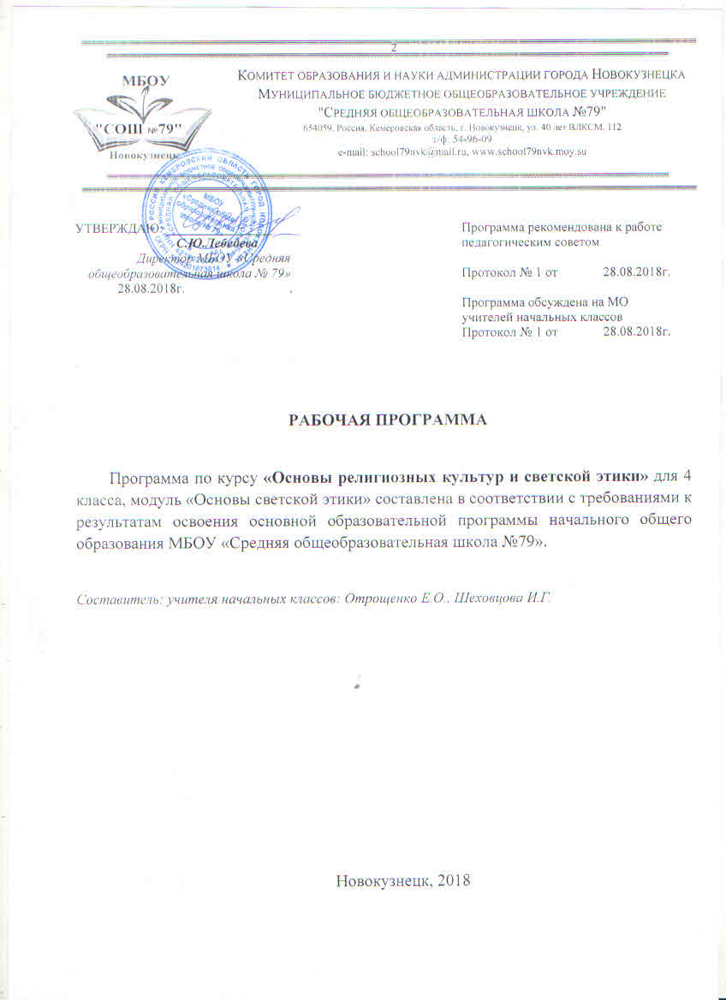 2
МБОУ
"СОШ №79"
Новокузнецк
КОМИТЕТ ОБРАЗОВАНИЯ И НАУКИ АДМИНИСТРАЦИИ ГОРОДА НОВОКУЗНЕЦКА
МУНИЦИПАЛЬНОЕ БЮДЖЕТНОЕ ОБЩЕОБРАЗОВАТЕЛЬНОЕ УЧРЕЖДЕНИЕ
"СРЕДНЯЯ ОБЩЕОБРАЗОВАТЕЛЬНАЯ ШКОЛА №79"
654059, Россия, Кемеровская область, г. Новокузнецк, ул. 40 лет ВЛКСМ, 112
т/ф: 54-96-09
e-mail: school79nvk@mail.ru, www.school79nvk.moy.su
УТВЕРЖДАЮ:
С.Ю.Лебедева
Директор МБОУ «Средняя
общеобразовательная школа № 79»
28.08.2018г.
МБОУ
«Средняя
общеобразовательная
школа № 79»
Программа рекомендована к работе
педагогическим советом
Протокол № 1 от 28.08.2018г.
Программа обсуждена на МО
учителей начальных классов
Протокол № 1 от 28.08.2018г.
РАБОЧАЯ ПРОГРАММА
Программа по курсу «Основы религиозных культур и светской этики» для 4
класса, модуль «Основы светской этики» составлена в соответствии с требованиями к
результатам освоения основной образовательной программы начального общего
образования МБОУ «Средняя общеобразовательная школа №79».
Составитель: учителя начальных классов: Отрощенко Е.О., Шеховцова И.Г.
Новокузнецк, 2018